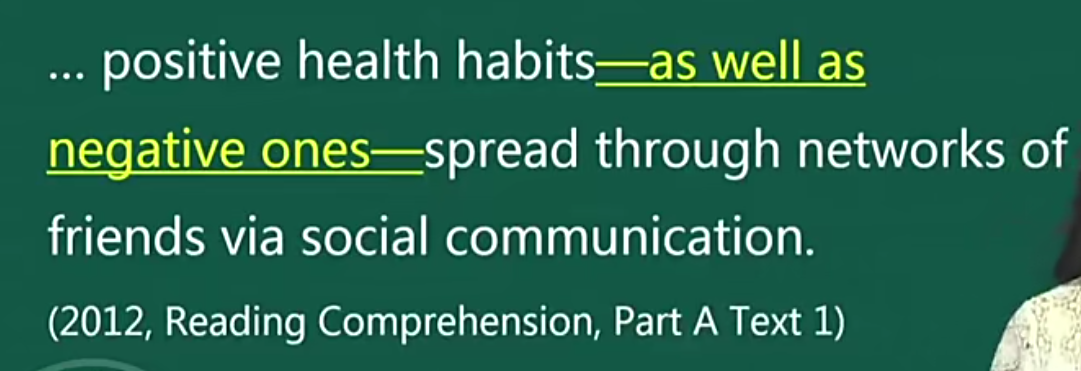 ... positive health habits—as well as
negative ones—spread through networks of
friends via social communication.
(2012, Reading Comprehension, Part A Text 1)